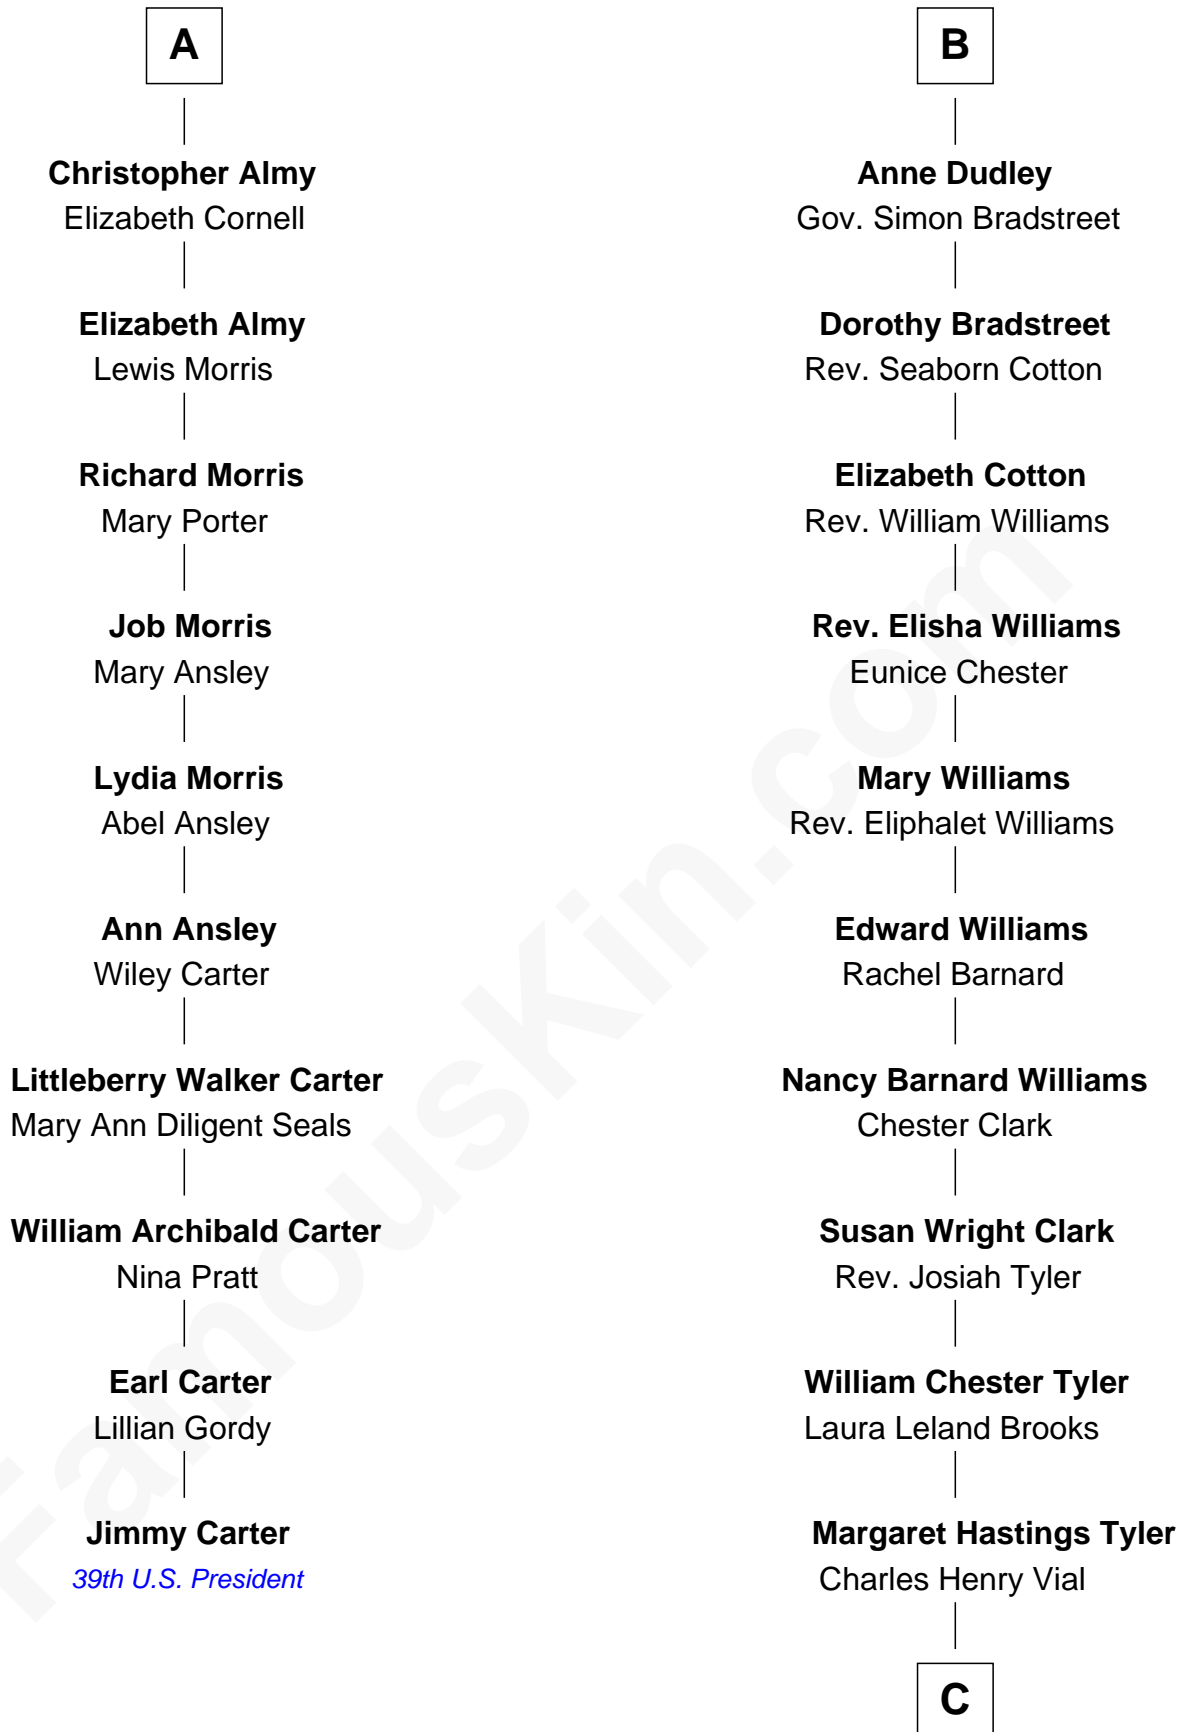 A
Christopher Almy
Elizabeth Cornell
Elizabeth Almy
Lewis Morris
Richard Morris
Mary Porter
Job Morris
Mary Ansley
Lydia Morris
Abel Ansley
Ann Ansley
Wiley Carter
Littleberry Walker Carter
Mary Ann Diligent Seals
William Archibald Carter
Nina Pratt
Earl Carter
Lillian Gordy
Jimmy Carter
39th U.S. President
B
Anne Dudley
Gov. Simon Bradstreet
Dorothy Bradstreet
Rev. Seaborn Cotton
Elizabeth Cotton
Rev. William Williams
Rev. Elisha Williams
Eunice Chester
Mary Williams
Rev. Eliphalet Williams
Edward Williams
Rachel Barnard
Nancy Barnard Williams
Chester Clark
Susan Wright Clark
Rev. Josiah Tyler
William Chester Tyler
Laura Leland Brooks
Margaret Hastings Tyler
Charles Henry Vial
C
FamousKin.com